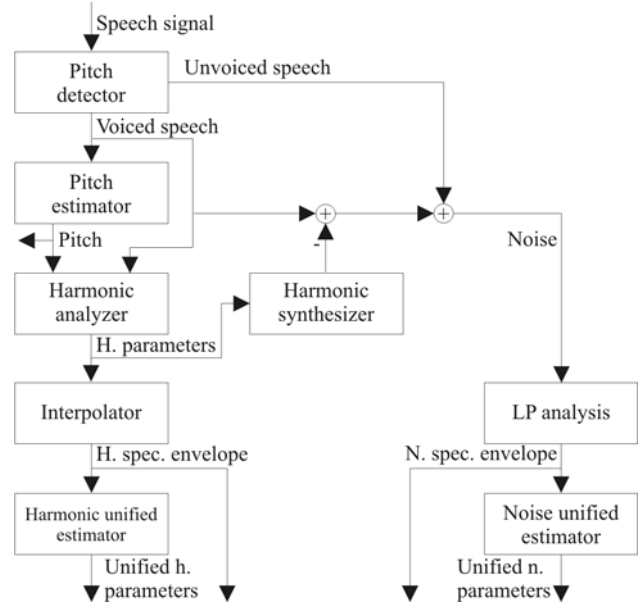 Speech signal
Pitch
detector
Unvoiced speech
Voiced speech
Pitch
estimator
+
+
Pitch
-
Noise
Harmonic
analyzer
Harmonic
synthesizer
H. parameters
Interpolator
LP analysis
H. spec. envelope
N. spec. envelope
Harmonic unified
estimator
Noise unified
estimator
Unified h.
parameters
Unified n.
parameters